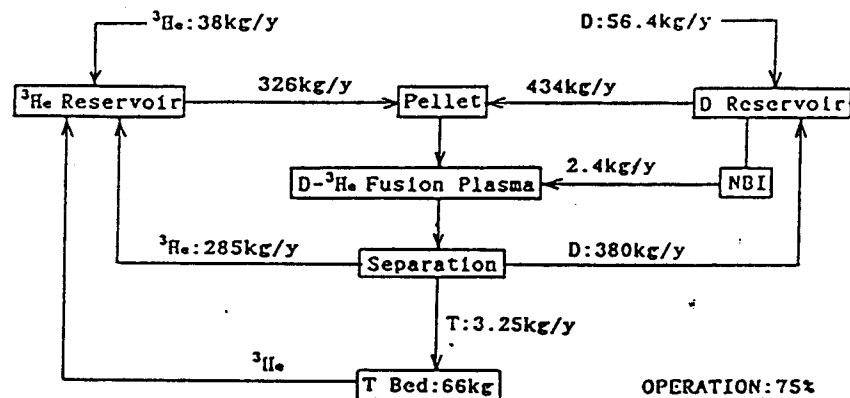 ³He:38kg/y
D:56.4kg/y
³He Reservoir
326kg/y
Pellet
434kg/y
D Reservoir
D-³He Fusion Plasma
2.4kg/y
NBI
³He:285kg/y
Separation
D:380kg/y
T:3.25kg/y
³He
T Bed:66kg
OPERATION:75%